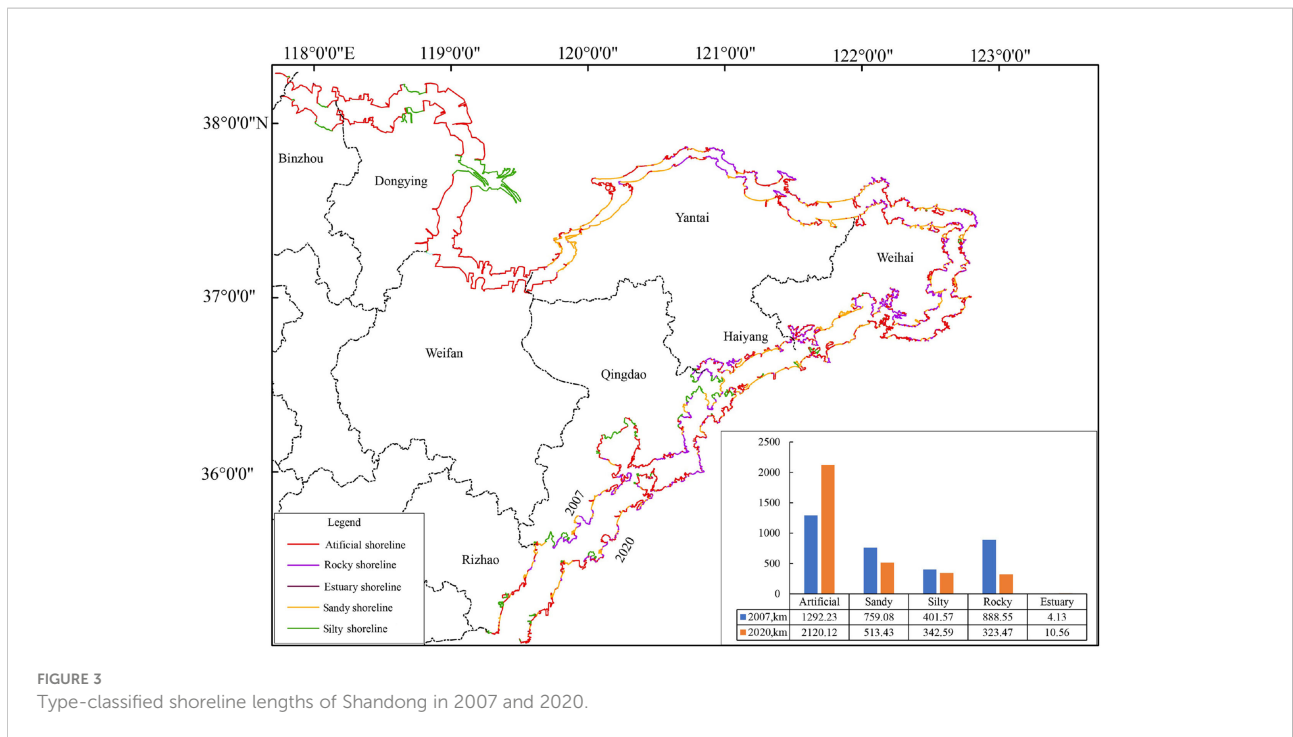 118°0'0"E 119°0'0" 120°0'0" 121°0'0" 122°0'0" 123°0'0"
38°0'0"N
Binzhou
Dongying
Yantai
Weihai
37°0'0"
Haiyang
Weifan
Qingdao
36°0'0"
2007
2020
Rizhao
Legend
Atificial shoreline
Rocky shoreline
Estuary shoreline
Sandy shoreline
Silty shoreline
2500
2000
1500
1000
500
0
Artificial Sandy Silty Rocky Estuary
2007,km 1292.23 759.08 401.57 888.55 4.13
2020,km 2120.12 513.43 342.59 323.47 10.56
FIGURE 3
Type-classified shoreline lengths of Shandong in 2007 and 2020.